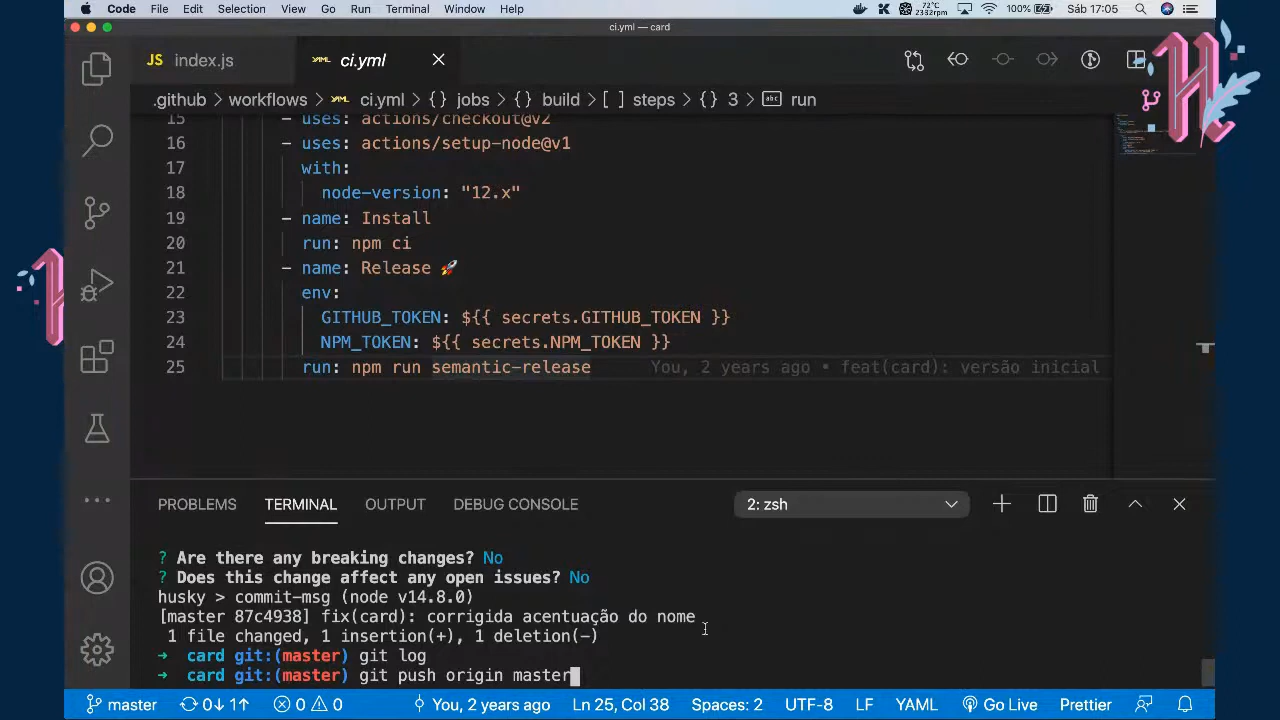 Code File Edit Selection View Go Run Terminal Window Help 72°C 2332rpm 100% Sáb 17:05
ci.yml — card
JS index.js YAML ci.yml
.github > workflows > YAML ci.yml > {} jobs > {} build > [ ] steps > {} 3 > abc run
15 - uses: actions/checkout@v2
16 - uses: actions/setup-node@v1
17 with:
18 node-version: "12.x"
19 - name: Install
20 run: npm ci
21 - name: Release 🚀
22 env:
23 GITHUB_TOKEN: ${{ secrets.GITHUB_TOKEN }}
24 NPM_TOKEN: ${{ secrets.NPM_TOKEN }}
25 run: npm run semantic-release You, 2 years ago • feat(card): versão inicial
PROBLEMS TERMINAL OUTPUT DEBUG CONSOLE 2: zsh
? Are there any breaking changes? No
? Does this change affect any open issues? No
husky > commit-msg (node v14.8.0)
[master 87c4938] fix(card): corrigida acentuação do nome
1 file changed, 1 insertion(+), 1 deletion(-)
➜ card git:(master) git log
➜ card git:(master) git push origin master
master 0↓ 1↑ 0 0 You, 2 years ago Ln 25, Col 38 Spaces: 2 UTF-8 LF YAML Go Live Prettier